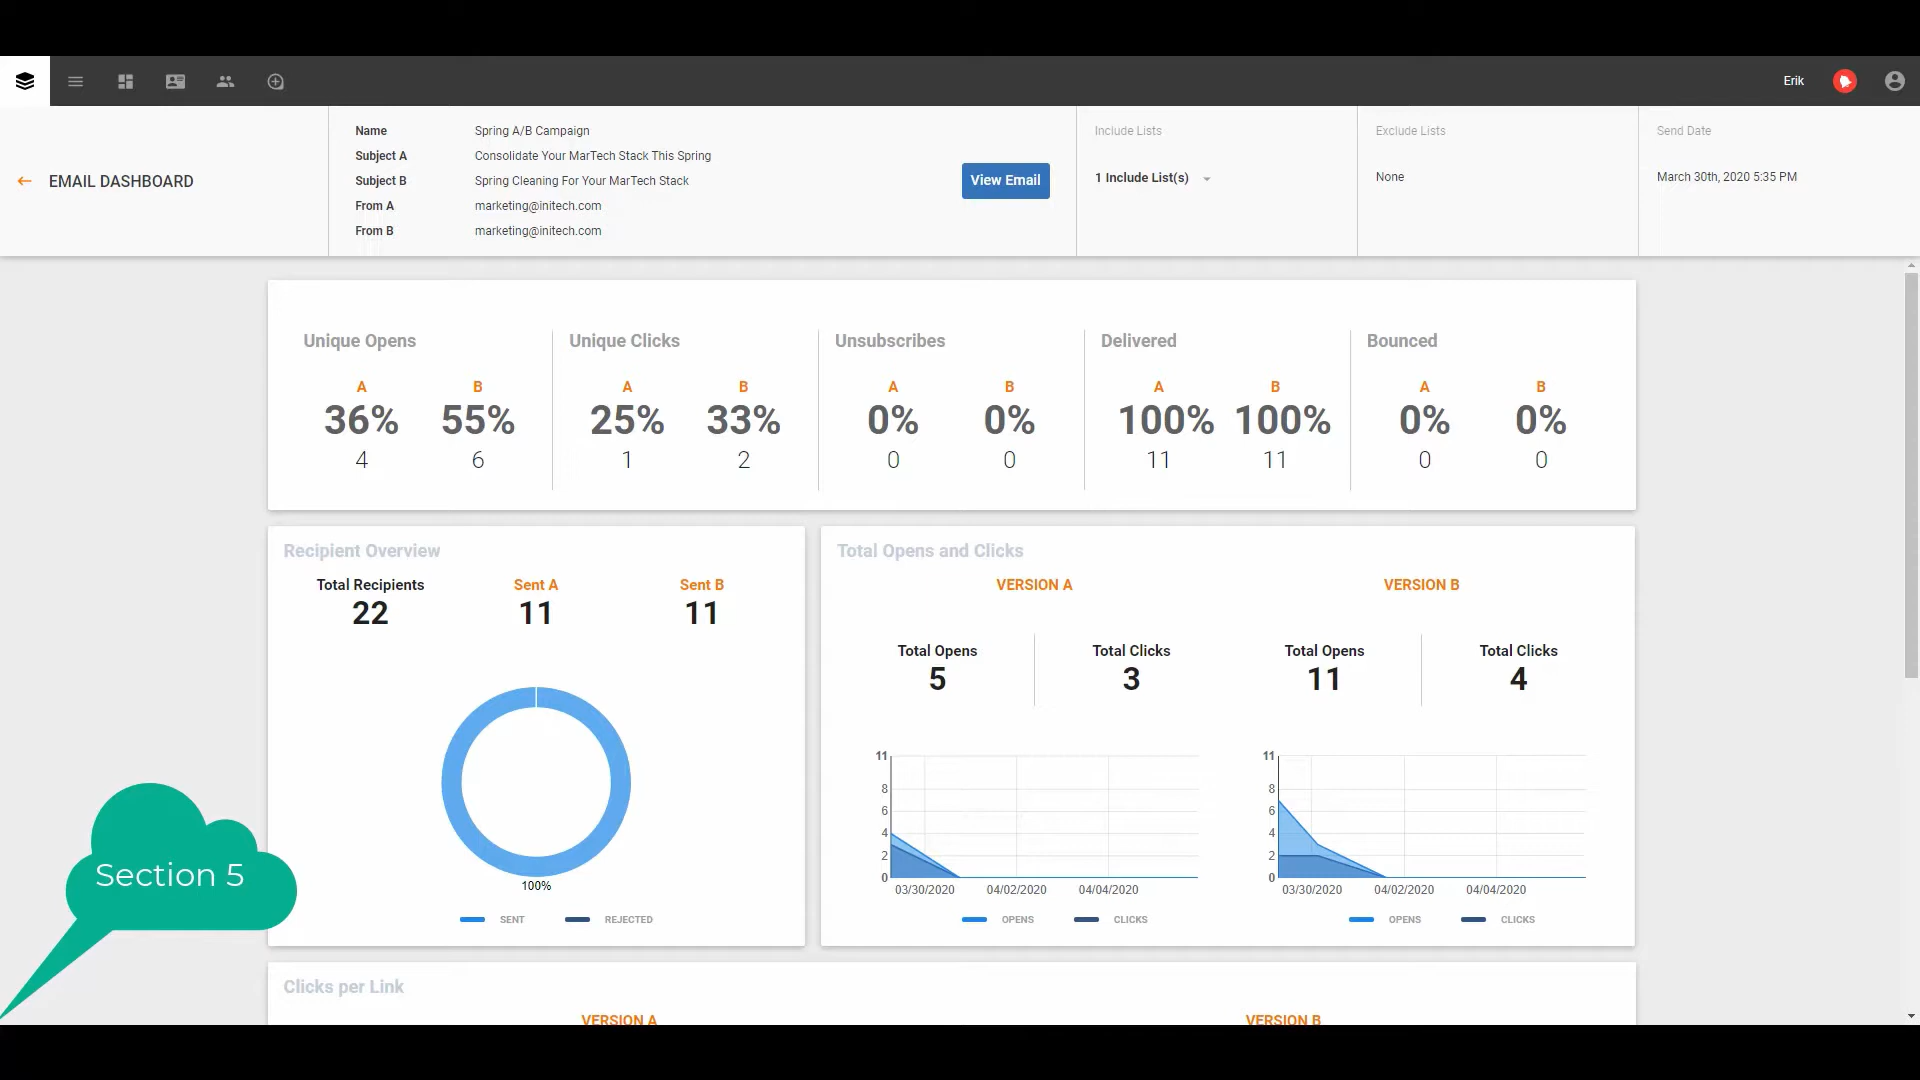 Erik
EMAIL DASHBOARD
Name Spring A/B Campaign
Subject A Consolidate Your MarTech Stack This Spring
Subject B Spring Cleaning For Your MarTech Stack
From A marketing@initech.com
From B marketing@initech.com
View Email
Include Lists
1 Include List(s)
Exclude Lists
None
Send Date
March 30th, 2020 5:35 PM
Unique Opens
A B
36% 55%
4 6
Unique Clicks
A B
25% 33%
1 2
Unsubscribes
A B
0% 0%
0 0
Delivered
A B
100% 100%
11 11
Bounced
A B
0% 0%
0 0
Recipient Overview
Total Recipients Sent A Sent B
22 11 11
100%
SENT REJECTED
Total Opens and Clicks
VERSION A
Total Opens Total Clicks
5 3
11
8
6
4
2
0
03/30/2020 04/02/2020 04/04/2020
OPENS CLICKS
VERSION B
Total Opens Total Clicks
11 4
11
8
6
4
2
0
03/30/2020 04/02/2020 04/04/2020
OPENS CLICKS
Section 5
Clicks per Link
VERSION A VERSION B